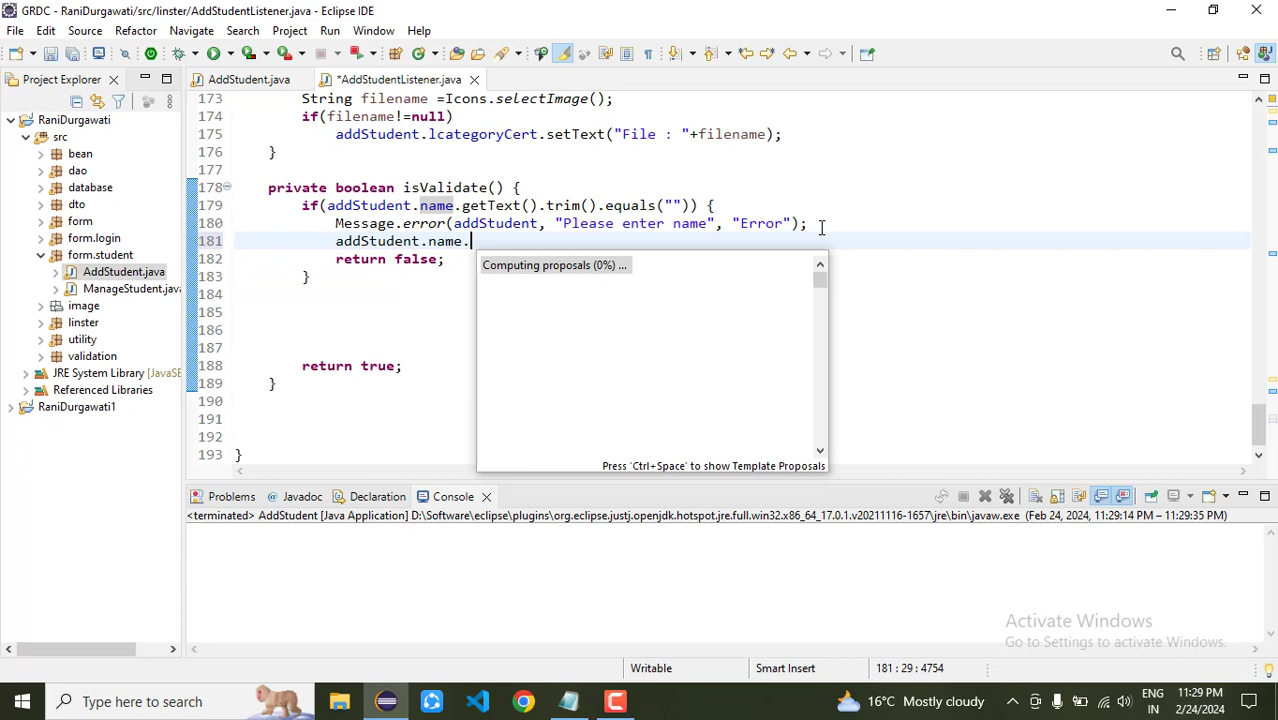 GRDC - RaniDurgawati/src/linster/AddStudentListener.java - Eclipse IDE
File Edit Source Refactor Navigate Search Project Run Window Help
Project Explorer
RaniDurgawati
src
bean
dao
database
dto
form
form.login
form.student
AddStudent.java
ManageStudent.java
image
linster
utility
validation
JRE System Library [JavaSE
Referenced Libraries
RaniDurgawati1
AddStudent.java *AddStudentListener.java
173 String filename =Icons.selectImage();
174 if(filename!=null)
175 addStudent.lcategoryCert.setText("File : "+filename);
176 }
177
178 private boolean isValidate() {
179 if(addStudent.name.getText().trim().equals("")) {
180 Message.error(addStudent, "Please enter name", "Error");
181 addStudent.name.
182 return false;
183 }
184
185
186
187
188 return true;
189 }
190
191
192
193 }
Computing proposals (0%) ...
Press 'Ctrl+Space' to show Template Proposals
Problems Javadoc Declaration Console
<terminated> AddStudent [Java Application] D:\Software\eclipse\plugins\org.eclipse.justj.openjdk.hotspot.jre.full.win32.x86_64_17.0.1.v20211116-1657\jre\bin\javaw.exe (Feb 24, 2024, 11:29:14 PM – 11:29:35 PM)
Activate Windows
Go to Settings to activate Windows.
Writable Smart Insert 181 : 29 : 4754
Type here to search
16°C Mostly cloudy
ENG
IN
11:29 PM
2/24/2024